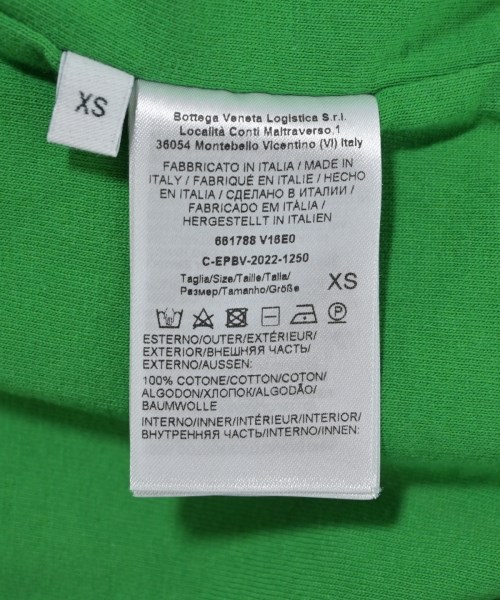 XS
Bottega Veneta Logistica S.r.l.
Località Conti Maltraverso,1
36054 Montebello Vicentino (VI) Italy
FABBRICATO IN ITALIA / MADE IN
ITALY / FABRIQUÉ EN ITALIE / HECHO
EN ITALIA / СДЕЛАНО В ИТАЛИИ /
FABRICADO EM ITÀLIA /
HERGESTELLT IN ITALIEN
661788 V16E0
C-EPBV-2022-1250
Taglia/Size/Taille/Talla/
Размер/Tamanho/Größe XS
P
ESTERNO/OUTER/EXTÉRIEUR/
EXTERIOR/ВНЕШНЯЯ ЧАСТЬ/
EXTERNO/AUSSEN:
100% COTONE/COTTON/COTON/
ALGODON/ХЛОПОК/ALGODÃO/
BAUMWOLLE
INTERNO/INNER/INTÉRIEUR/INTERIOR/
ВНУТРЕННЯЯ ЧАСТЬ/INTERNO/INNEN: